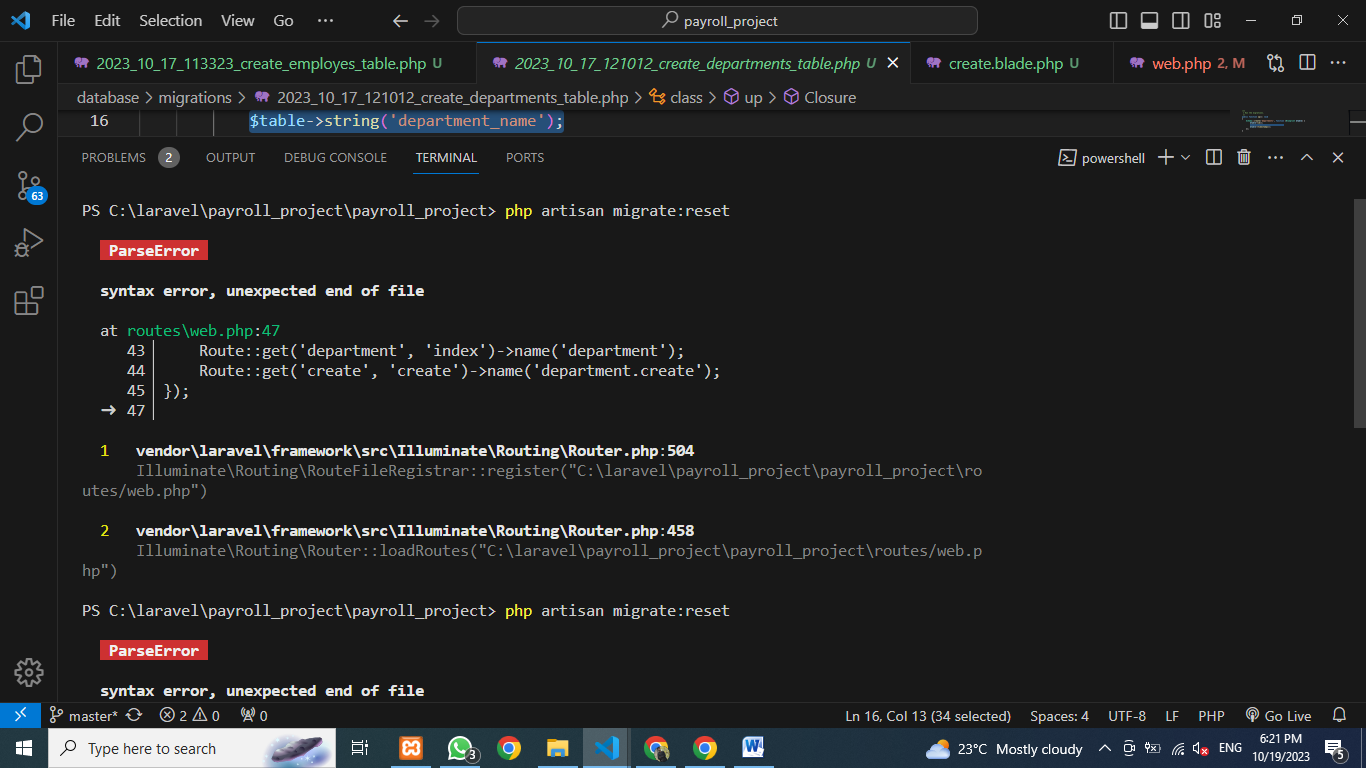 File Edit Selection View Go ··· payroll_project
2023_10_17_113323_create_employes_table.php U 2023_10_17_121012_create_departments_table.php U create.blade.php U web.php 2, M
database > migrations > 2023_10_17_121012_create_departments_table.php > class > up > Closure
16 $table->string('department_name');
PROBLEMS 2 OUTPUT DEBUG CONSOLE TERMINAL PORTS powershell
63
PS C:\laravel\payroll_project\payroll_project> php artisan migrate:reset
ParseError
syntax error, unexpected end of file
at routes\web.php:47
43 Route::get('department', 'index')->name('department');
44 Route::get('create', 'create')->name('department.create');
45 });
➜ 47
1 vendor\laravel\framework\src\Illuminate\Routing\Router.php:504
Illuminate\Routing\RouteFileRegistrar::register("C:\laravel\payroll_project\payroll_project\ro
utes/web.php")
2 vendor\laravel\framework\src\Illuminate\Routing\Router.php:458
Illuminate\Routing\Router::loadRoutes("C:\laravel\payroll_project\payroll_project\routes/web.p
hp")
PS C:\laravel\payroll_project\payroll_project> php artisan migrate:reset
ParseError
syntax error, unexpected end of file
master* 2 0 0 Ln 16, Col 13 (34 selected) Spaces: 4 UTF-8 LF PHP Go Live
Type here to search 3 23°C Mostly cloudy ENG 6:21 PM
10/19/2023 5